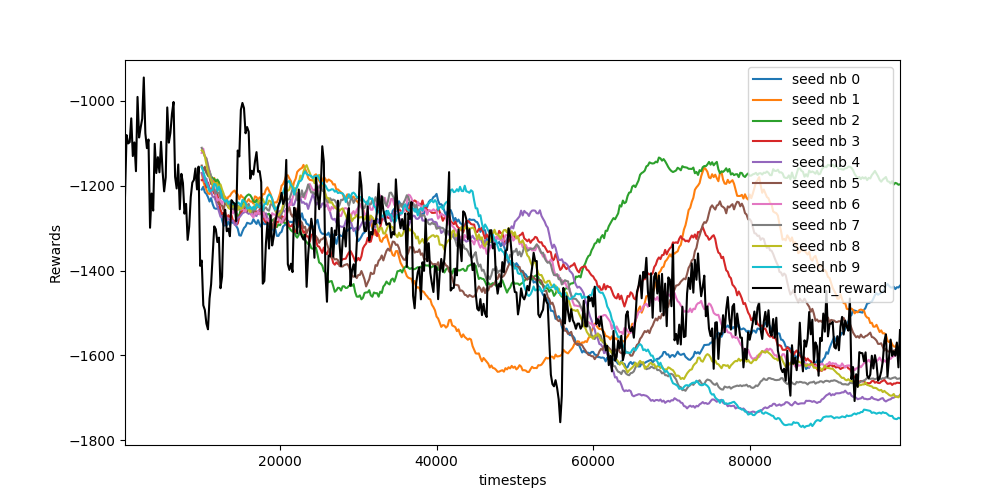 −1000
−1200
−1400
−1600
−1800
Rewards
20000
40000
60000
80000
timesteps
seed nb 0
seed nb 1
seed nb 2
seed nb 3
seed nb 4
seed nb 5
seed nb 6
seed nb 7
seed nb 8
seed nb 9
mean_reward